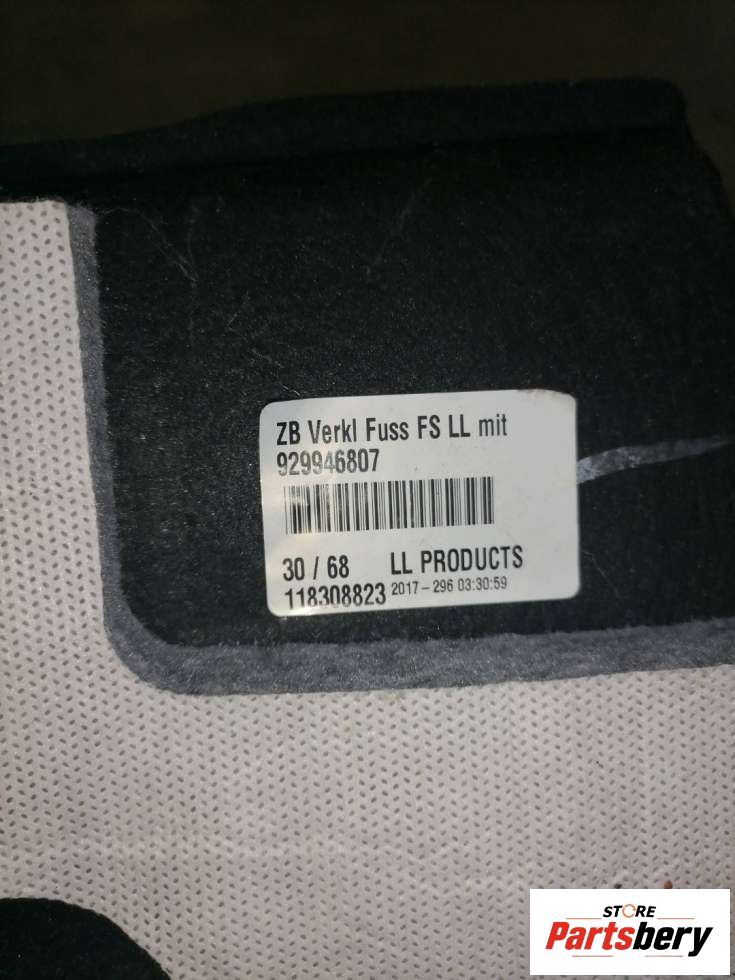 ZB Verkl Fuss FS LL mit
929946807
30 / 68 LL PRODUCTS
118308823 2017-296 03:30:59
STORE
Partsbery